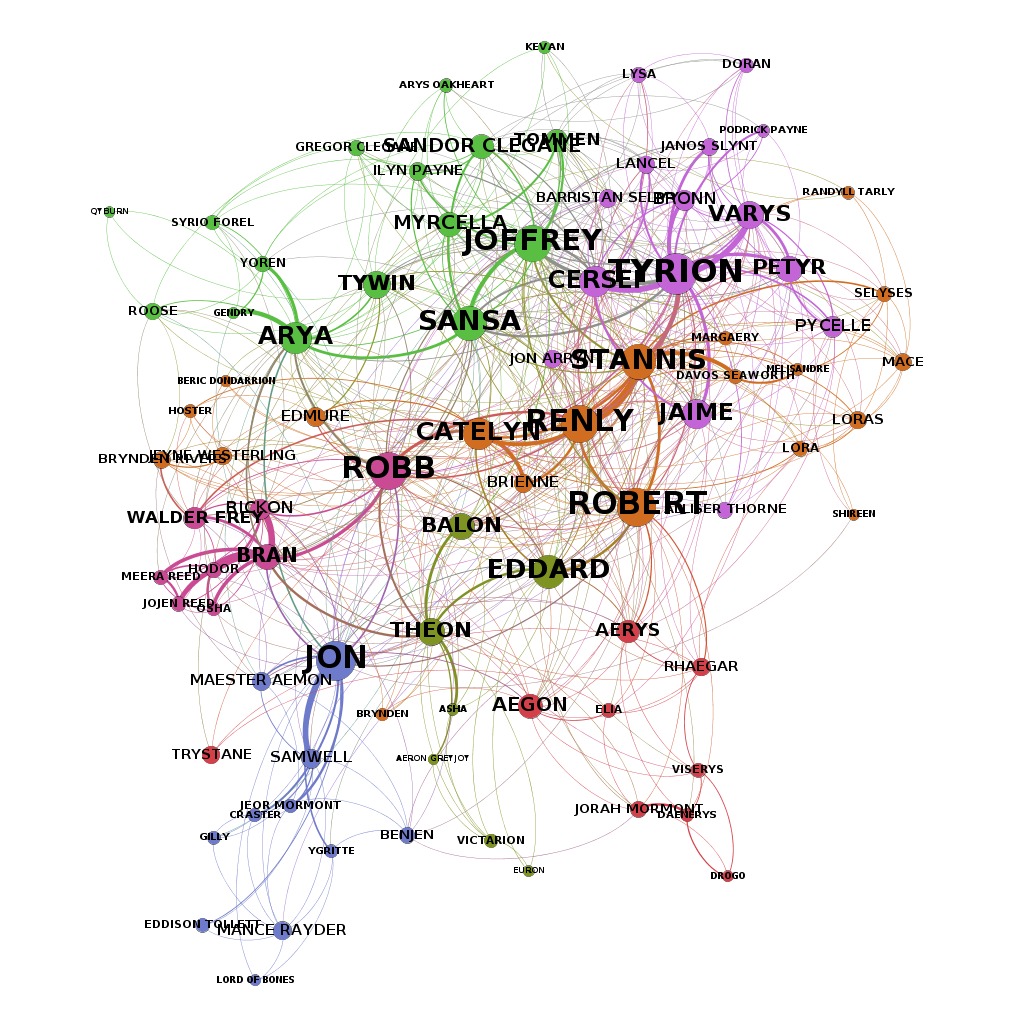 KEVAN
LYSA
DORAN
ARYS OAKHEART
PODRICK PAYNE
GREGOR CLEGANE
SANDOR CLEGANE
TOMMEN
JANOS SLYNT
ILYN PAYNE
LANCEL
RANDYLL TARLY
BARRISTAN SELMY
BRONN
QYBURN
SYRIO FOREL
MYRCELLA
VARYS
JOFFREY
YOREN
CERSEI
TYRION
PETYR
TYWIN
SELYSES
ROOSE
GENDRY
ARYA
SANSA
PYCELLE
MARGAERY
JON ARRYN
STANNIS
MACE
MELISANDRE
DAVOS SEAWORTH
BERIC DONDARRION
HOSTER
EDMURE
CATELYN
RENLY
JAIME
LORAS
LORA
BRYNDEN RIVERS
JEYNE WESTERLING
ROBB
BRIENNE
RICKON
ROBERT
ALLISER THORNE
SHIREEN
WALDER FREY
BALON
BRAN
HODOR
EDDARD
MEERA REED
JOJEN REED
OSHA
THEON
AERYS
JON
RHAEGAR
MAESTER AEMON
AEGON
ELIA
ASHA
BRYNDEN
TRYSTANE
SAMWELL
AERON GREYJOY
VISERYS
JEOR MORMONT
CRASTER
JORAH MORMONT
DAENERYS
GILLY
BENJEN
VICTARION
YGRITTE
EURON
DROGO
EDDISON TOLLETT
MANCE RAYDER
LORD OF BONES